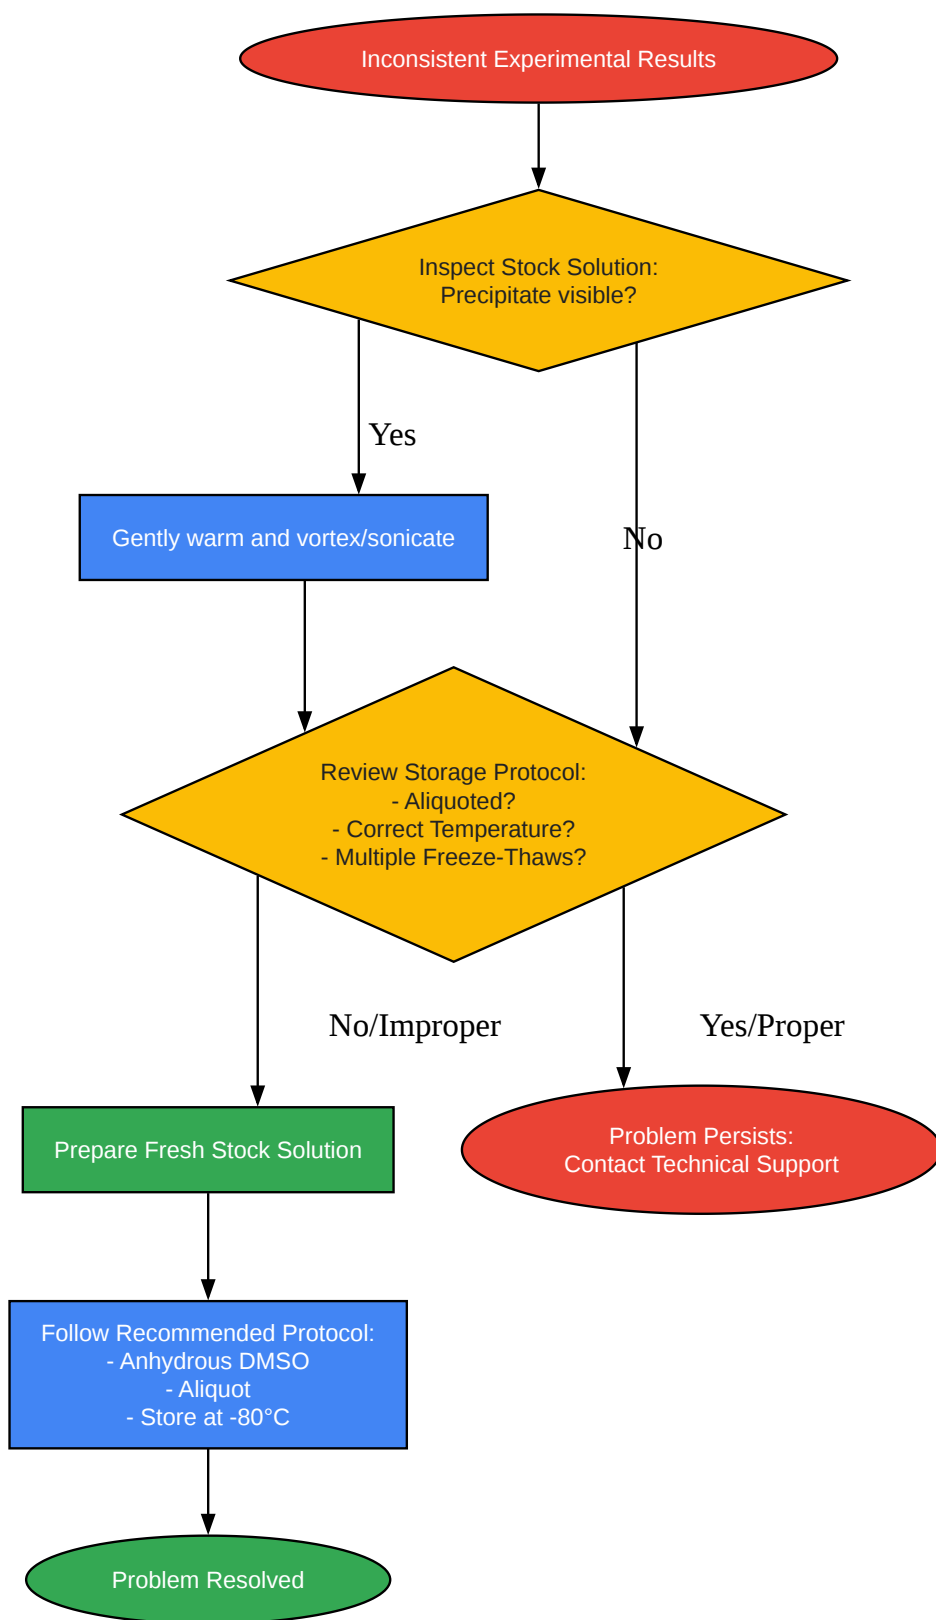 Inconsistent Experimental Results
Inspect Stock Solution:
Precipitate visible?
Yes
Gently warm and vortex/sonicate
No
Review Storage Protocol:
- Aliquoted?
- Correct Temperature?
- Multiple Freeze-Thaws?
No/Improper
Yes/Proper
Prepare Fresh Stock Solution
Problem Persists:
Contact Technical Support
Follow Recommended Protocol:
- Anhydrous DMSO
- Aliquot
- Store at -80°C
Problem Resolved